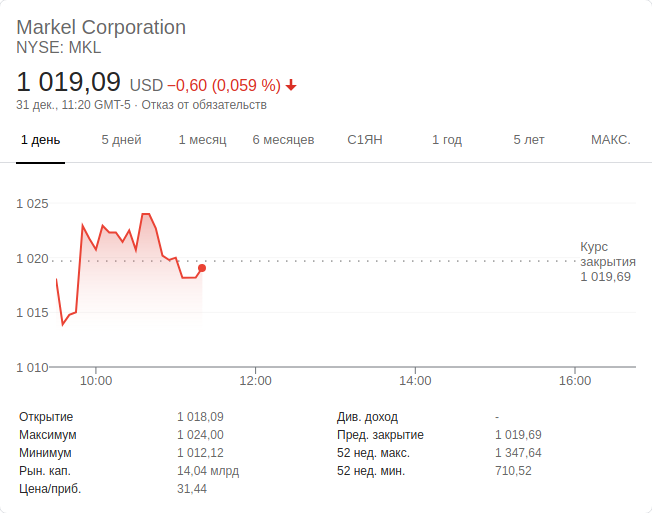 Markel Corporation
NYSE: MKL
1 019,09 USD −0,60 (0,059 %)
31 дек., 11:20 GMT-5 · Отказ от обязательств
1 день 5 дней 1 месяц 6 месяцев С1ЯН 1 год 5 лет МАКС.
1 025
1 020
Курс
закрытия
1 019,69
1 015
1 010
10:00 12:00 14:00 16:00
Открытие 1 018,09 Див. доход -
Максимум 1 024,00 Пред. закрытие 1 019,69
Минимум 1 012,12 52 нед. макс. 1 347,64
Рын. кап. 14,04 млрд 52 нед. мин. 710,52
Цена/приб. 31,44